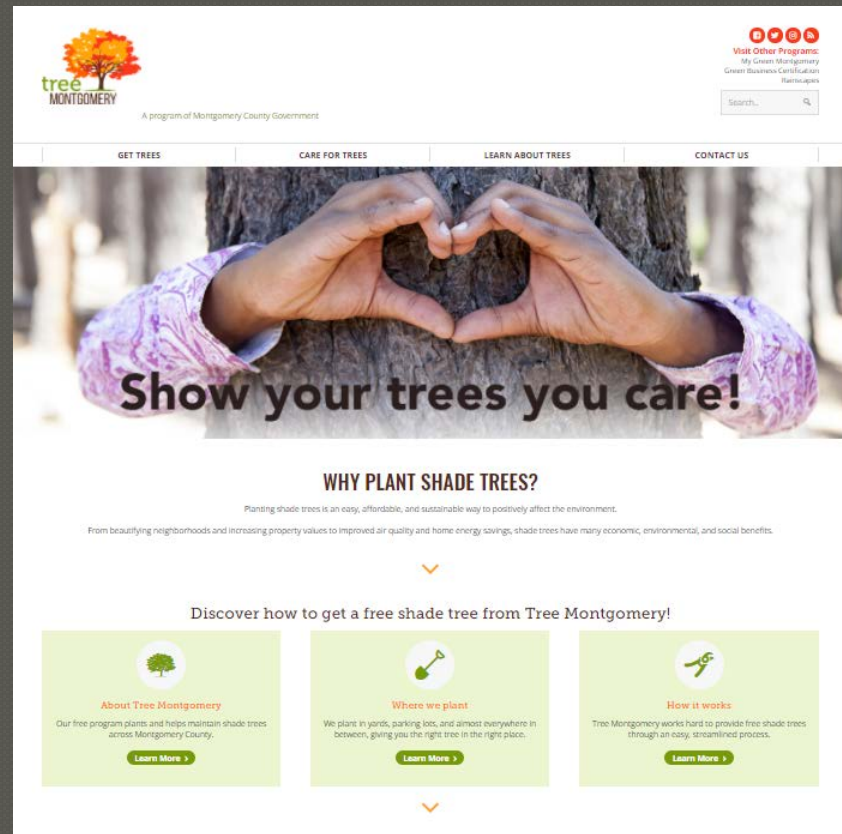 tree
MONTGOMERY
A program of Montgomery County Government
Visit Other Programs:
My Green Montgomery
Green Business Certification
Rainscapes
Search..
GET TREES
CARE FOR TREES
LEARN ABOUT TREES
CONTACT US
Show your trees you care!
WHY PLANT SHADE TREES?
Planting shade trees is an easy, affordable, and sustainable way to positively affect the environment.
From beautifying neighborhoods and increasing property values to improved air quality and home energy savings, shade trees have many economic, environmental, and social benefits.
Discover how to get a free shade tree from Tree Montgomery!
About Tree Montgomery
Our free program plants and helps maintain shade trees
across Montgomery County.
Learn More >
Where we plant
We plant in yards, parking lots, and almost everywhere in
between, giving you the right tree in the right place.
Learn More >
How it works
Tree Montgomery works hard to provide free shade trees
through an easy, streamlined process.
Learn More >